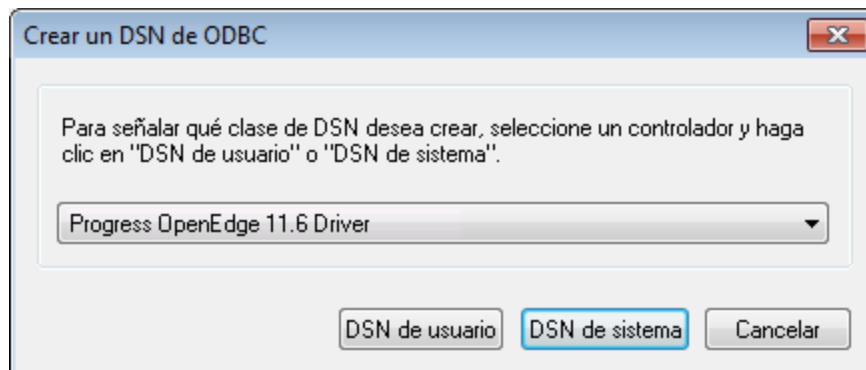 Crear un DSN de ODBC
Para señalar qué clase de DSN desea crear, seleccione un controlador y haga
clic en "DSN de usuario" o "DSN de sistema".
Progress OpenEdge 11.6 Driver
DSN de usuario DSN de sistema Cancelar